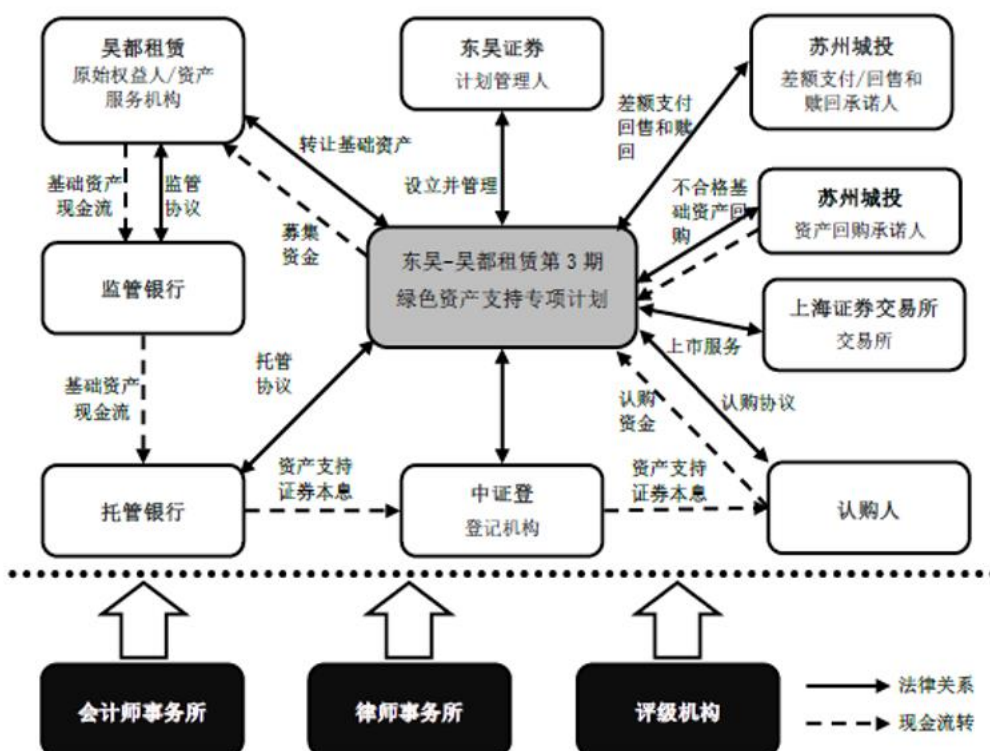 吴都租赁
原始权益人/资产
服务机构
东吴证券
计划管理人
苏州城投
差额支付/回售和
赎回承诺人
差额支付
回售和赎
回
转让基础资产
设立并管理
基础资产
现金流
监管
协议
募集
资金
不合格基
础资产回
购
苏州城投
资产回购承诺人
东吴-吴都租赁第 3 期
绿色资产支持专项计划
监管银行
上海证券交易所
交易所
上市服务
基础资产
现金流
托管
协议
认购
资金
认购协议
托管银行
资产支持
证券本息
中证登
登记机构
资产支持
证券本息
认购人
会计师事务所
律师事务所
评级机构
法律关系
现金流转